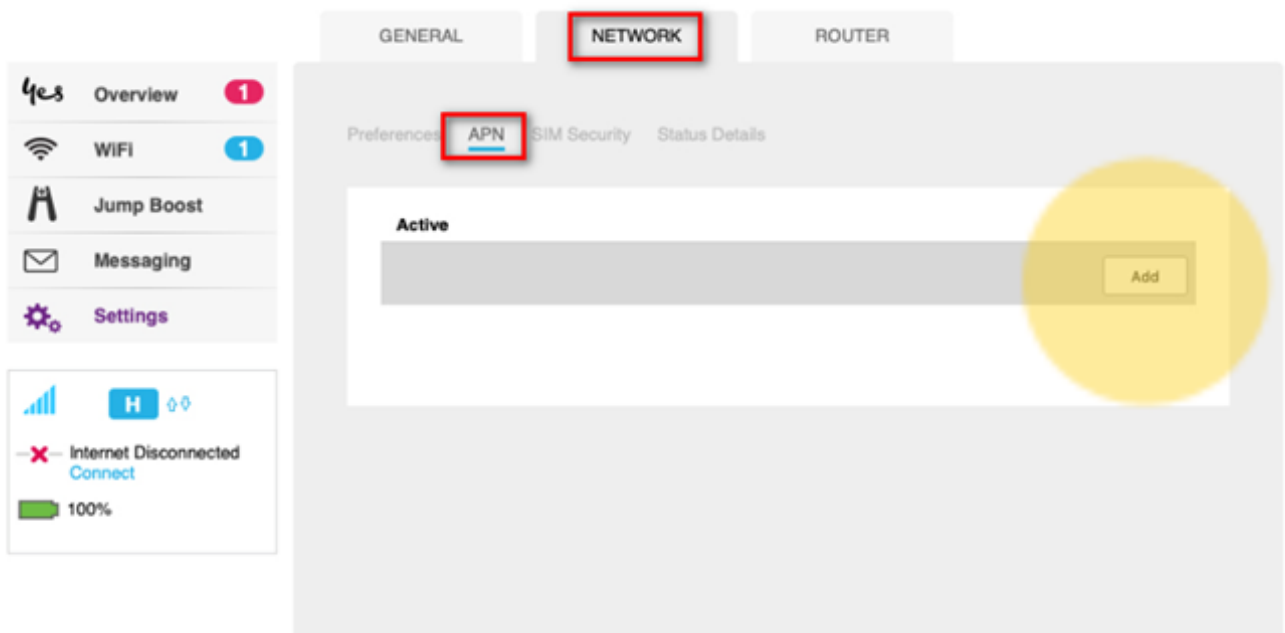 GENERAL NETWORK ROUTER
yes Overview 1
WiFi 1
Jump Boost
Messaging
Settings
Preferences APN SIM Security Status Details
Active
Add
H
Internet Disconnected
Connect
100%